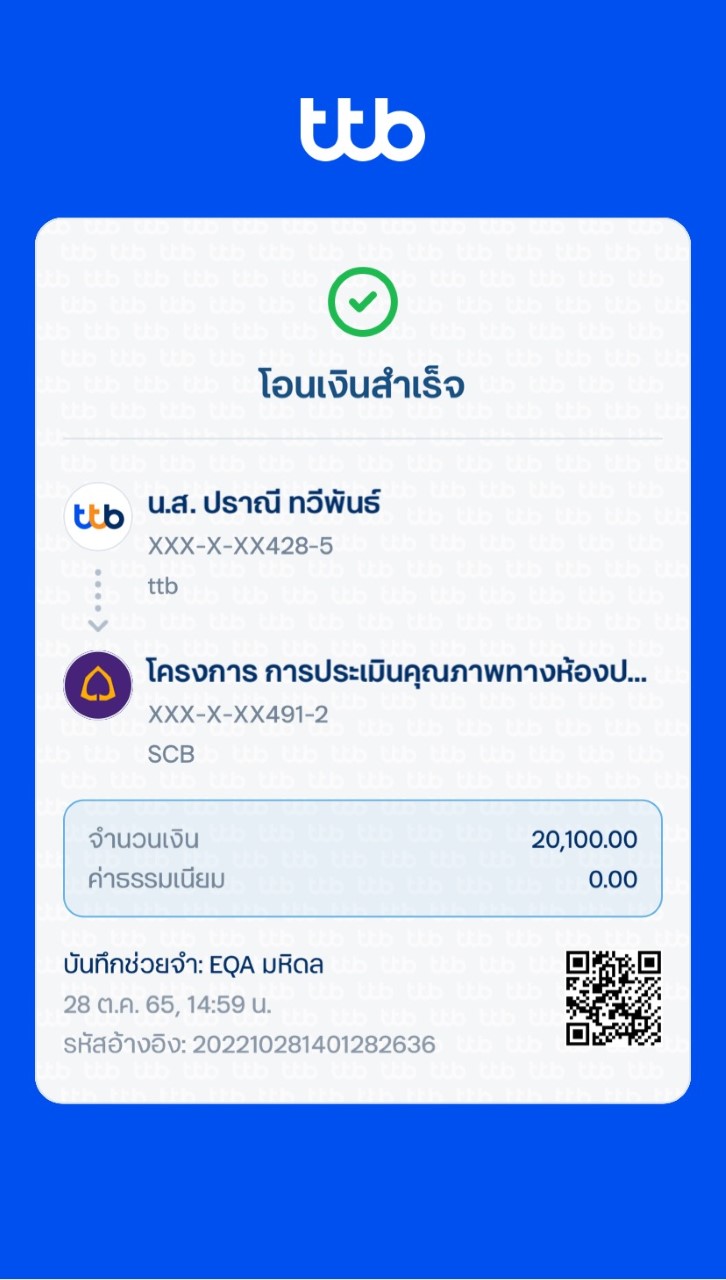 ttb
โอนเงินสำเร็จ
ttb
น.ส. ปราณี ทวีพันธ์
XXX-X-XX428-5
ttb
โครงการ การประเมินคุณภาพทางห้องป...
XXX-X-XX491-2
SCB
จำนวนเงิน 20,100.00
ค่าธรรมเนียม 0.00
บันทึกช่วยจำ: EQA มหิดล
28 ต.ค. 65, 14:59 น.
รหัสอ้างอิง: 202210281401282636